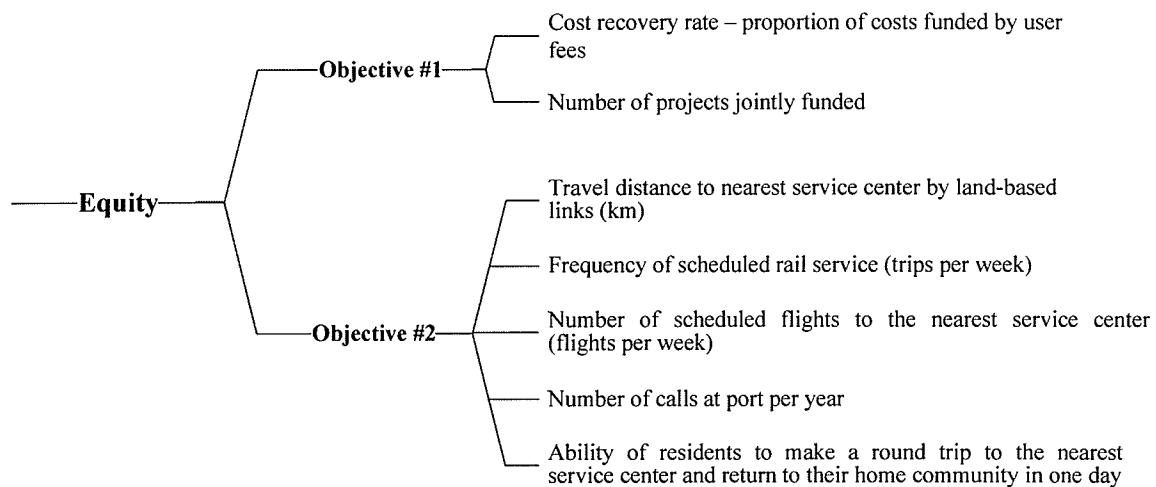 Equity
Objective #1
Cost recovery rate – proportion of costs funded by user
fees
Number of projects jointly funded
Objective #2
Travel distance to nearest service center by land-based
links (km)
Frequency of scheduled rail service (trips per week)
Number of scheduled flights to the nearest service center
(flights per week)
Number of calls at port per year
Ability of residents to make a round trip to the nearest
service center and return to their home community in one day